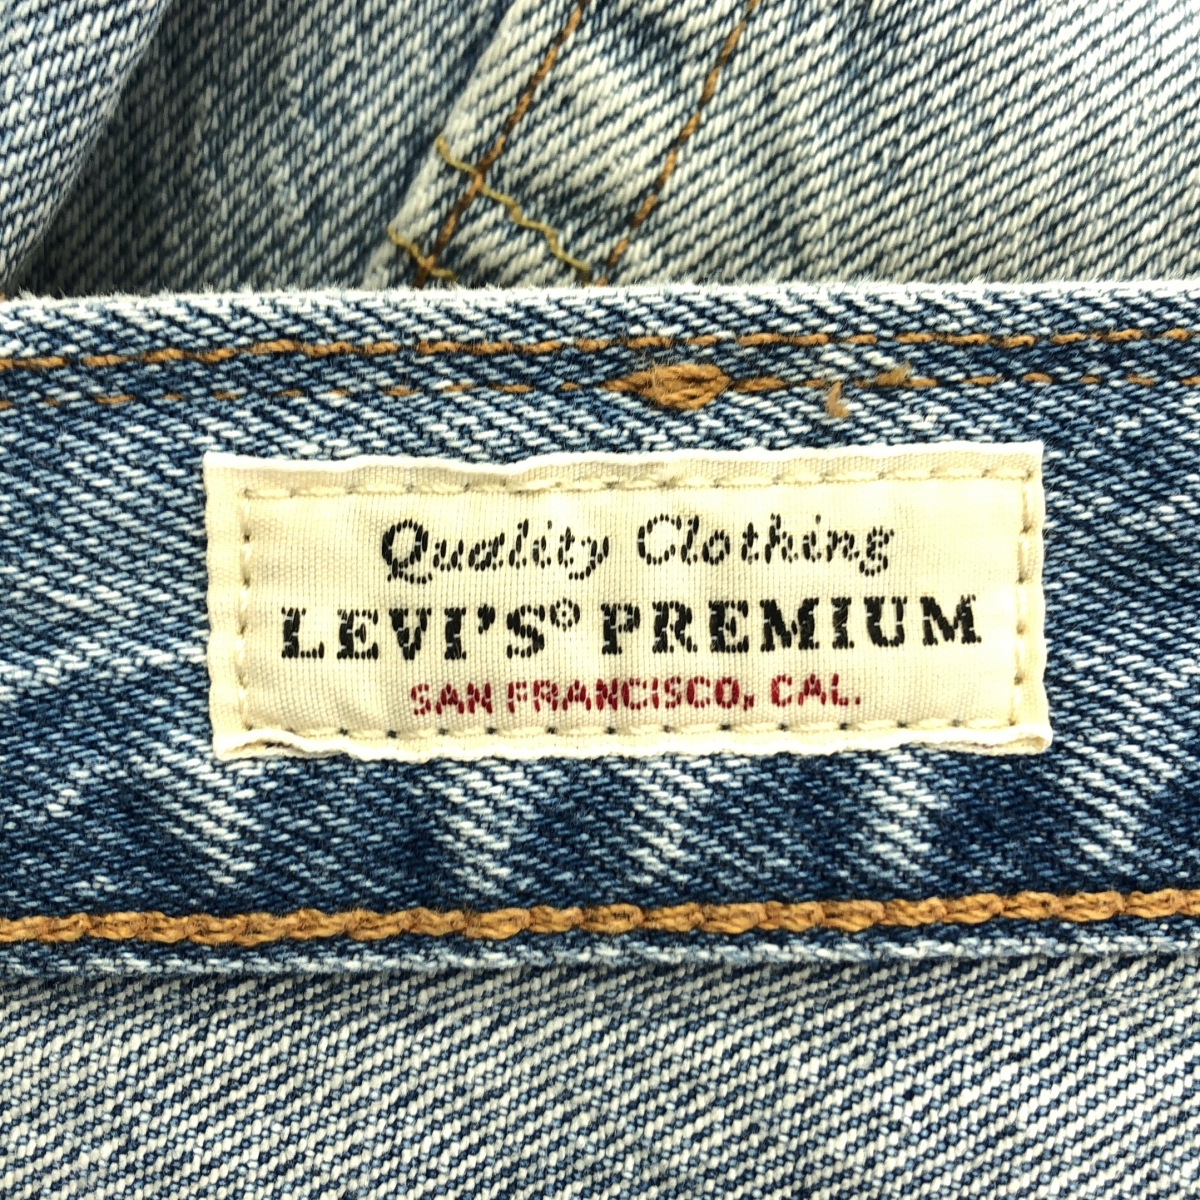 Quality Clothing
LEVI'S® PREMIUM
SAN FRANCISCO, CAL.